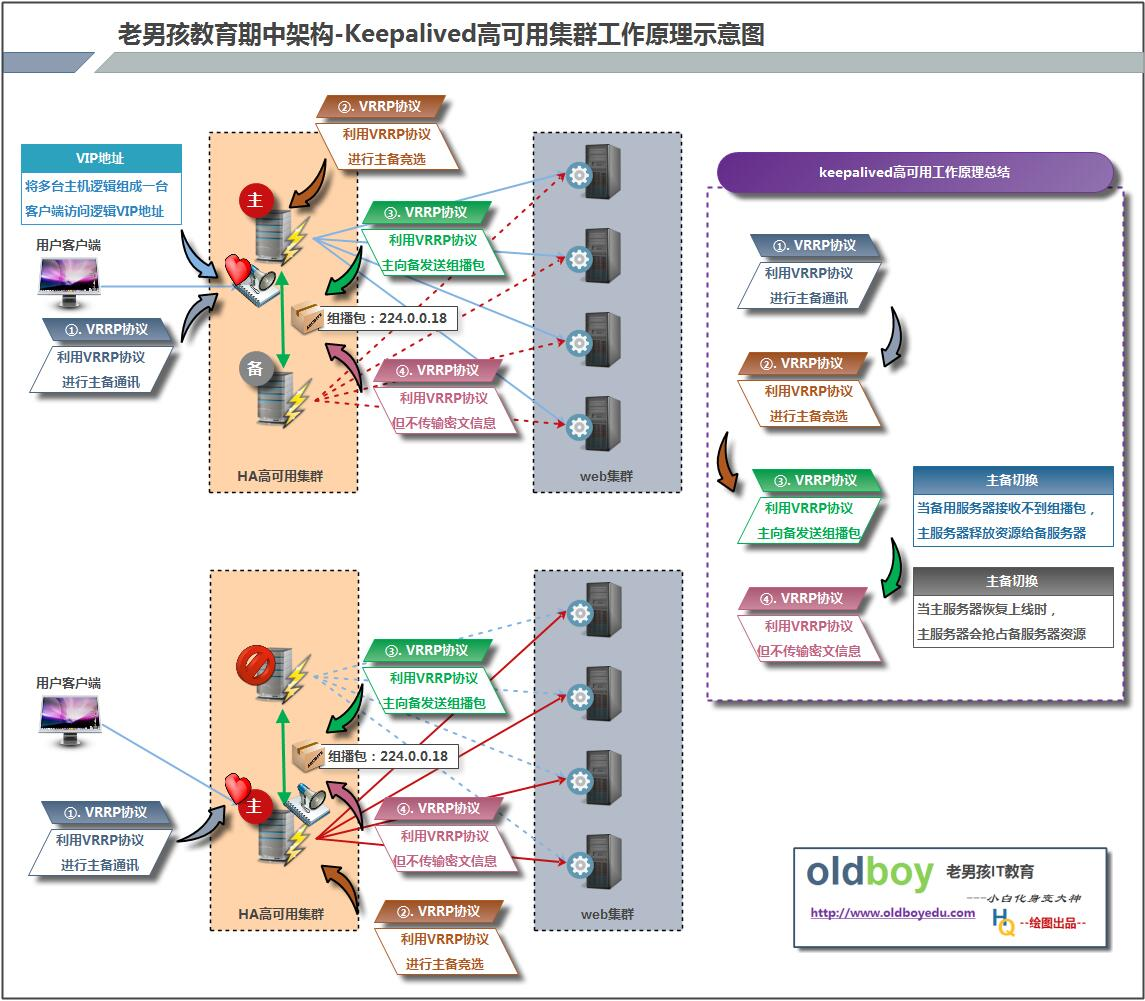 老男孩教育期中架构-Keepalived高可用集群工作原理示意图
②. VRRP协议
利用VRRP协议
进行主备竞选
VIP地址
将多台主机逻辑组成一台
客户端访问逻辑VIP地址
主
③. VRRP协议
利用VRRP协议
主向备发送组播包
用户客户端
①. VRRP协议
利用VRRP协议
进行主备通讯
组播包：224.0.0.18
备
④. VRRP协议
利用VRRP协议
但不传输密文信息
HA高可用集群
web集群
keepalived高可用工作原理总结
①. VRRP协议
利用VRRP协议
进行主备通讯
②. VRRP协议
利用VRRP协议
进行主备竞选
③. VRRP协议
利用VRRP协议
主向备发送组播包
主备切换
当备用服务器接收不到组播包，
主服务器释放资源给备服务器
④. VRRP协议
利用VRRP协议
但不传输密文信息
主备切换
当主服务器恢复上线时，
主服务器会抢占备服务器资源
③. VRRP协议
利用VRRP协议
主向备发送组播包
用户客户端
组播包：224.0.0.18
主
①. VRRP协议
利用VRRP协议
进行主备通讯
④. VRRP协议
利用VRRP协议
但不传输密文信息
HA高可用集群
web集群
②. VRRP协议
利用VRRP协议
进行主备竞选
oldboy 老男孩IT教育
---小白化身变大神
http://www.oldboyedu.com
HQ --绘图出品--